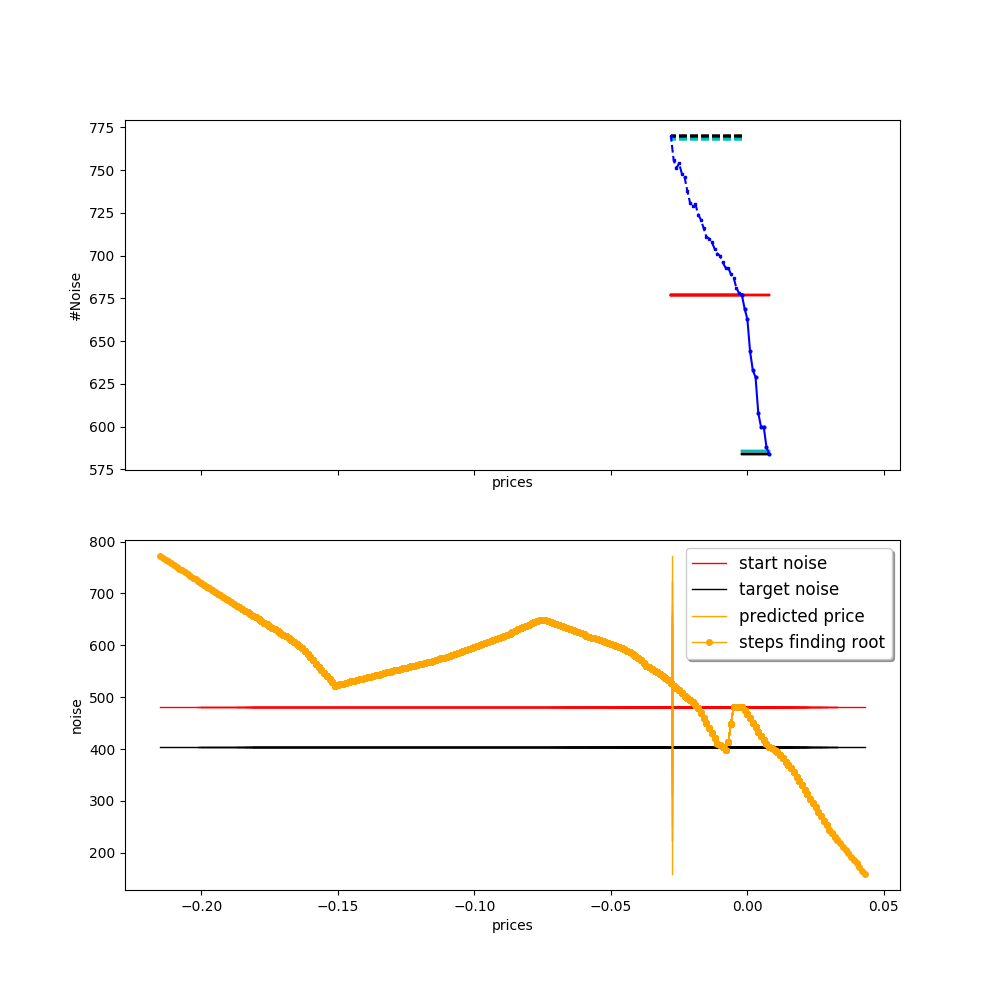 775
750
725
700
675
650
625
600
575
#Noise
prices
800
700
600
500
400
300
200
noise
start noise
target noise
predicted price
steps finding root
−0.20 −0.15 −0.10 −0.05 0.00 0.05
prices